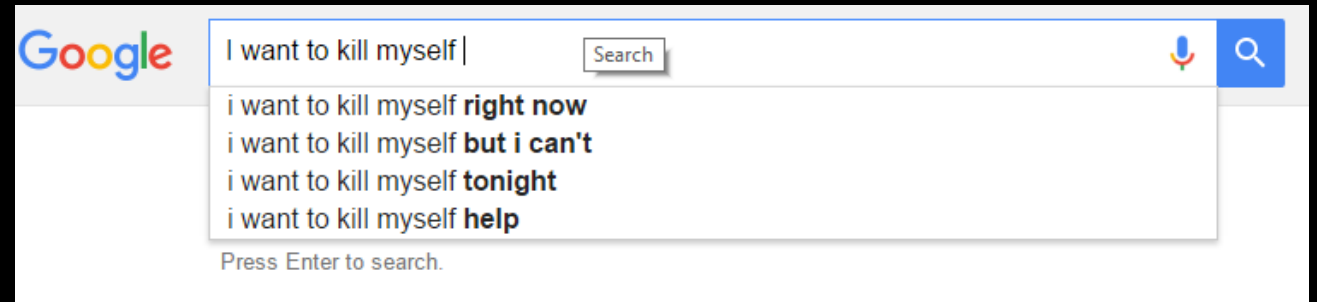 Google
I want to kill myself
Search
i want to kill myself right now
i want to kill myself but i can't
i want to kill myself tonight
i want to kill myself help
Press Enter to search.